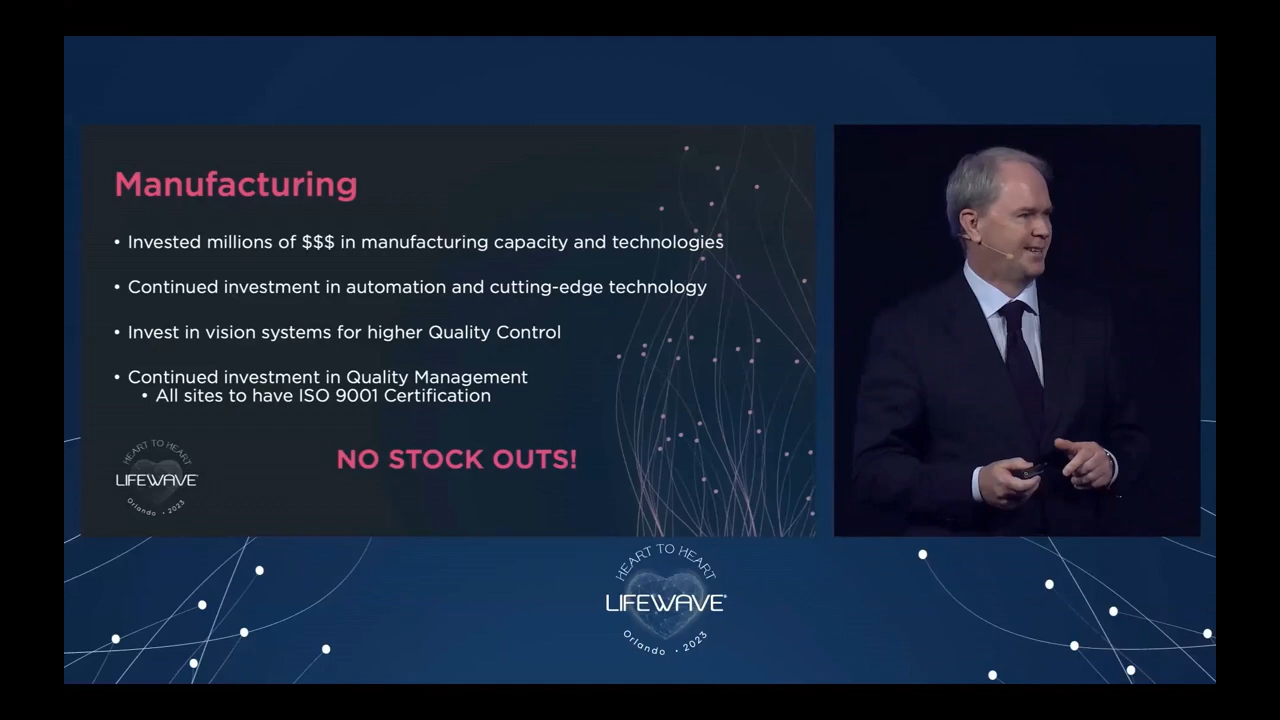 Manufacturing
• Invested millions of $$$ in manufacturing capacity and technologies
• Continued investment in automation and cutting-edge technology
• Invest in vision systems for higher Quality Control
• Continued investment in Quality Management
• All sites to have ISO 9001 Certification
NO STOCK OUTS!
HEART TO HEART
LIFEWAVE®
Orlando • 2023
HEART TO HEART
LIFEWAVE®
Orlando • 2023